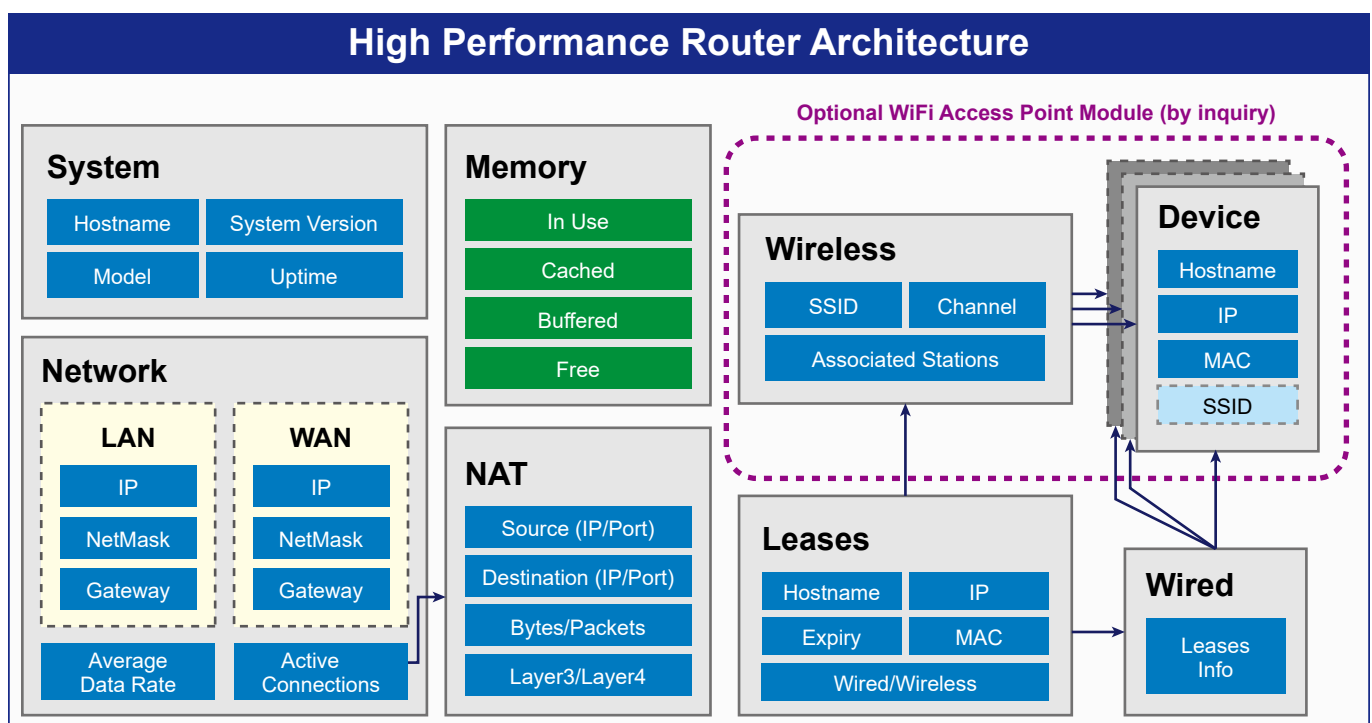 High Performance Router Architecture
System
Hostname
System Version
Model
Uptime
Network
LAN
IP
NetMask
Gateway
WAN
IP
NetMask
Gateway
Average
Data Rate
Active
Connections
Memory
In Use
Cached
Buffered
Free
NAT
Source (IP/Port)
Destination (IP/Port)
Bytes/Packets
Layer3/Layer4
Optional WiFi Access Point Module (by inquiry)
Wireless
SSID
Channel
Associated Stations
Device
Hostname
IP
MAC
SSID
Leases
Hostname
IP
Expiry
MAC
Wired/Wireless
Wired
Leases
Info